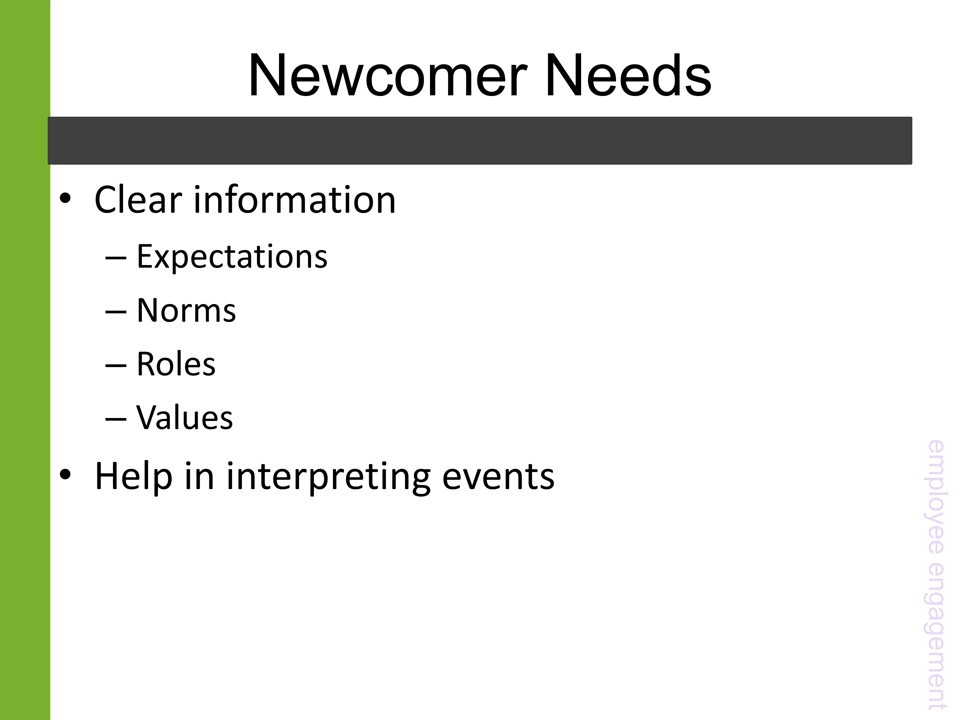 Newcomer Needs
• Clear information
– Expectations
– Norms
– Roles
– Values
• Help in interpreting events
employee engagement